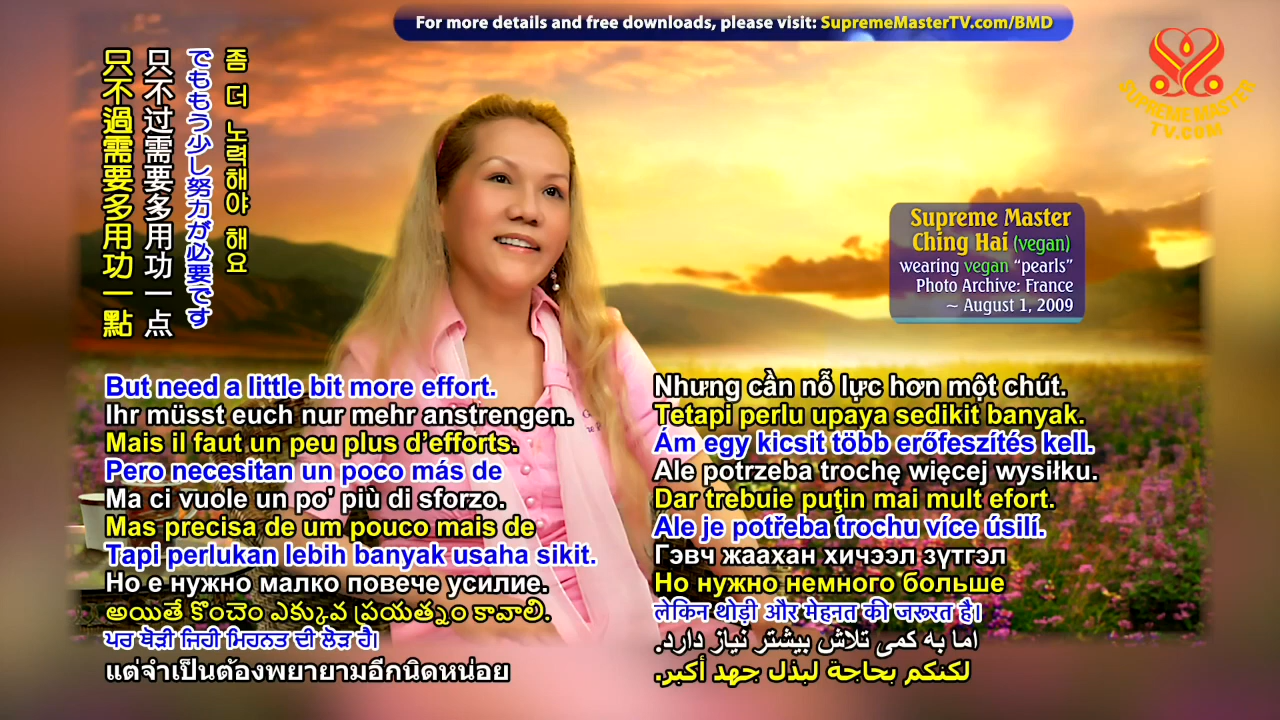 For more details and free downloads, please visit: SupremeMasterTV.com/BMD
SUPREME MASTER
TV.COM
只不過需要多用功一點
只不过需要多用功一点
でももう少し努力が必要です
좀 더 노력해야 해요
Supreme Master
Ching Hai (vegan)
wearing vegan “pearls”
Photo Archive: France
~ August 1, 2009
But need a little bit more effort.
Ihr müsst euch nur mehr anstrengen.
Mais il faut un peu plus d’efforts.
Pero necesitan un poco más de
Ma ci vuole un po' più di sforzo.
Mas precisa de um pouco mais de
Tapi perlukan lebih banyak usaha sikit.
Но е нужно малко повече усилие.
అయితే కొంచెం ఎక్కువ ప్రయత్నం కావాలి.
ਪਰ ਥੋੜੀ ਜਿਹੀ ਮਿਹਨਤ ਦੀ ਲੋੜ ਹੈ।
แต่จำเป็นต้องพยายามอีกนิดหน่อย
Nhưng cần nỗ lực hơn một chút.
Tetapi perlu upaya sedikit banyak.
Ám egy kicsit több erőfeszítés kell.
Ale potrzeba trochę więcej wysiłku.
Dar trebuie puţin mai mult efort.
Ale je potřeba trochu více úsilí.
Гэвч жаахан хичээл зүтгэл
Но нужно немного больше
लेकिन थोड़ी और मेहनत की जरूरत है।
اما به کمی تلاش بیشتر نیاز دارد.
لكنكم بحاجة لبذل جهد أكبر.